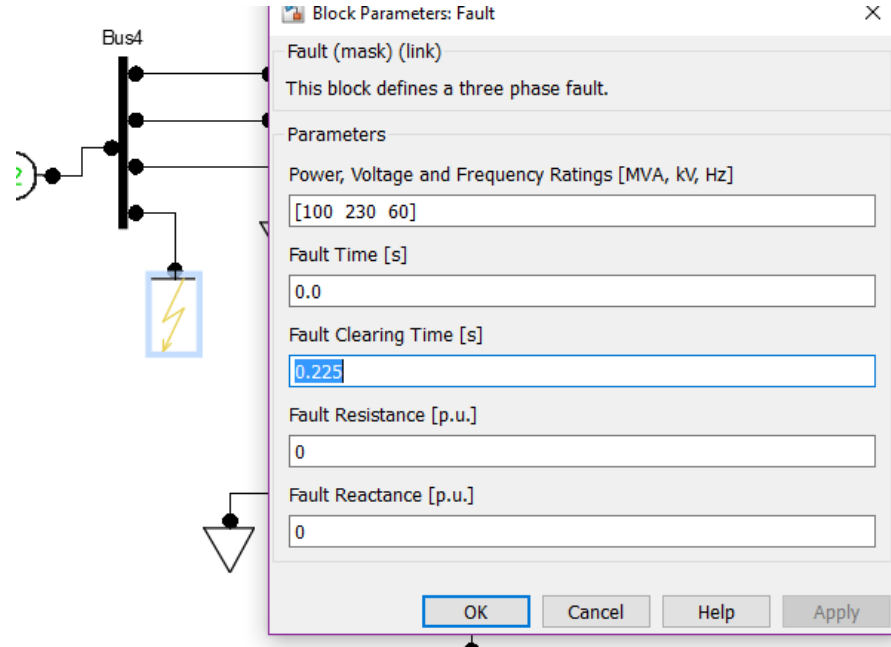 Block Parameters: Fault
Bus4
Fault (mask) (link)
This block defines a three phase fault.
Parameters
Power, Voltage and Frequency Ratings [MVA, kV, Hz]
[100 230 60]
Fault Time [s]
0.0
Fault Clearing Time [s]
0.225
Fault Resistance [p.u.]
0
Fault Reactance [p.u.]
0
OK Cancel Help Apply